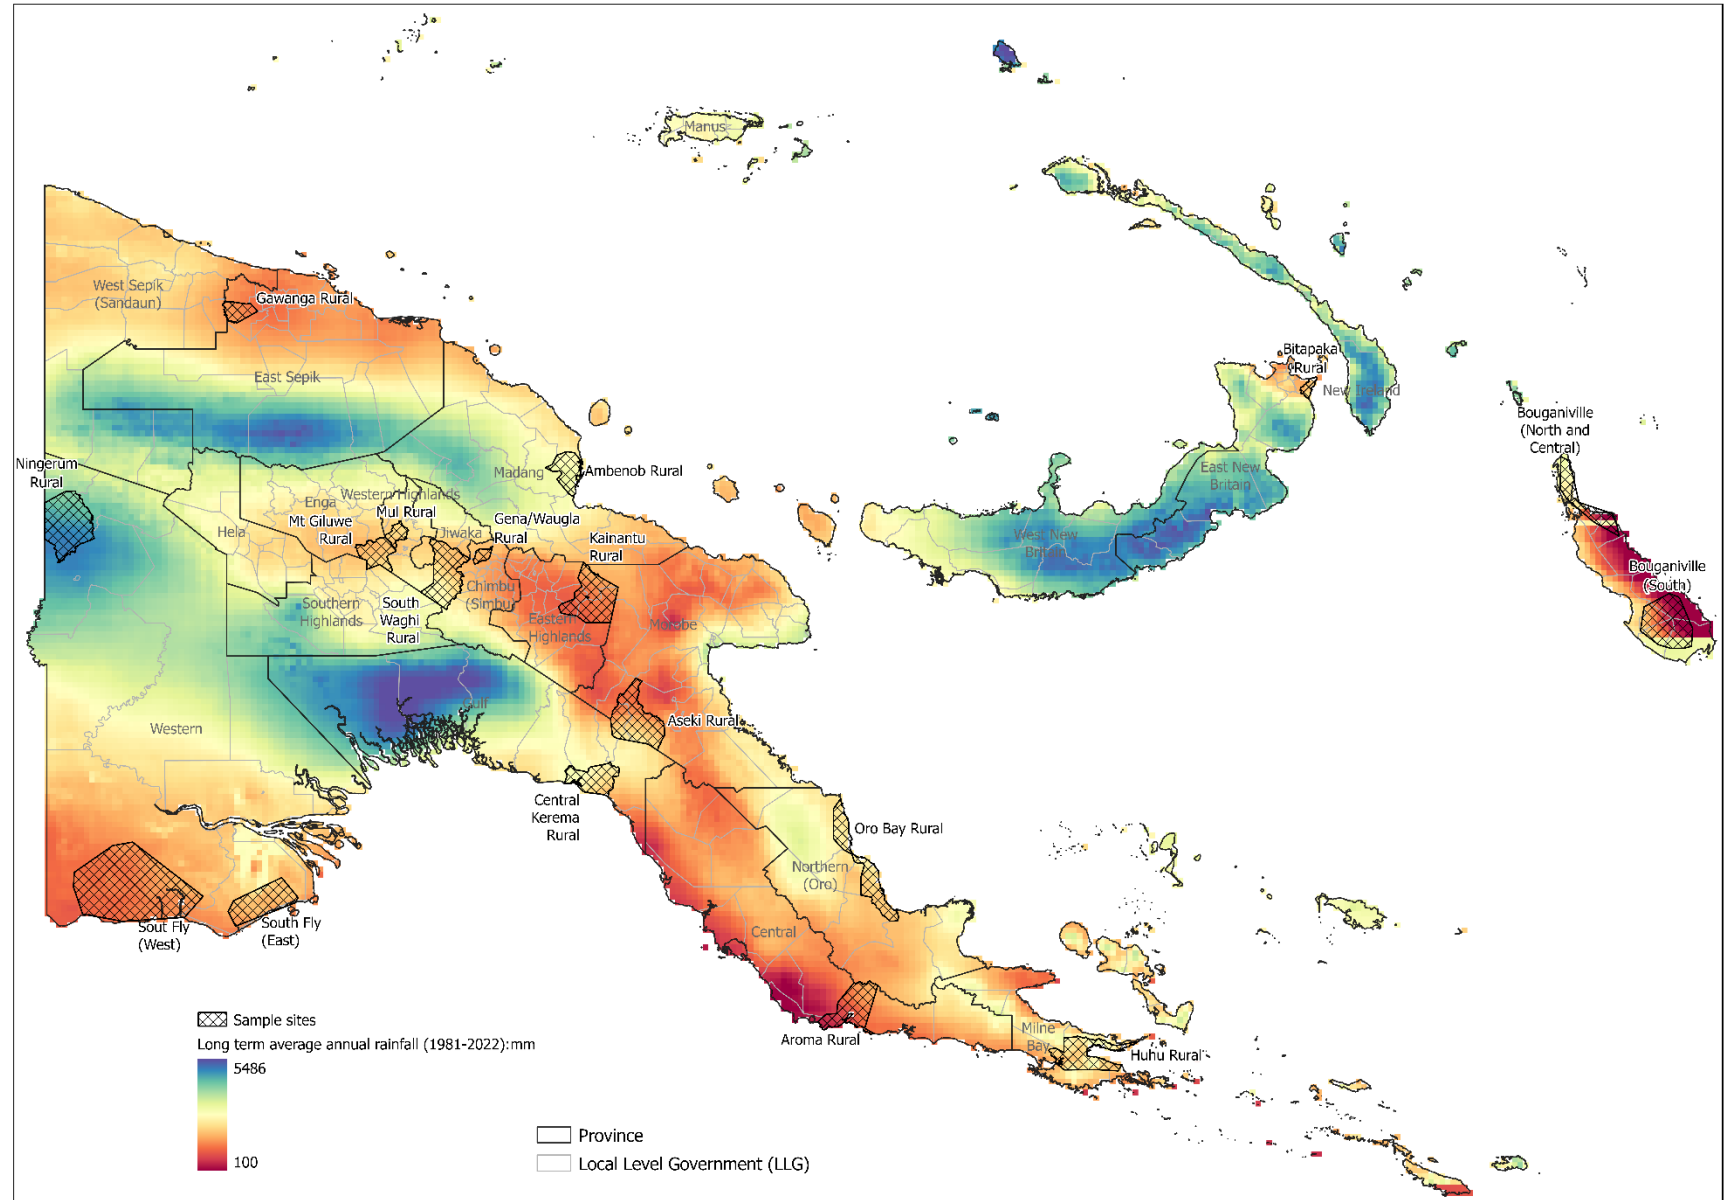 Manus
West Sepik
(Sandaun)
Gawanga Rural
East Sepik
Bitapaka
Rural
New Ireland
Bouganiville
(North and
Central)
Ningerum
Rural
Madang
Ambenob Rural
East New
Britain
Enga
Western Highlands
Mt Giluwe
Rural
Mul Rural
Hela
Jiwaka
Gena/Waugla
Rural
Kainantu
Rural
West New
Britain
Bouganiville
(South)
Chimbu
(Simbu)
Southern
Highlands
South
Waghi
Rural
Eastern
Highlands
Morobe
Gulf
Western
Aseki Rural
Central
Kerema
Rural
Oro Bay Rural
Northern
(Oro)
Sout Fly
(West)
South Fly
(East)
Central
Aroma Rural
Milne
Bay
Huhu Rural
Sample sites
Long term average annual rainfall (1981-2022):mm
5486
100
Province
Local Level Government (LLG)